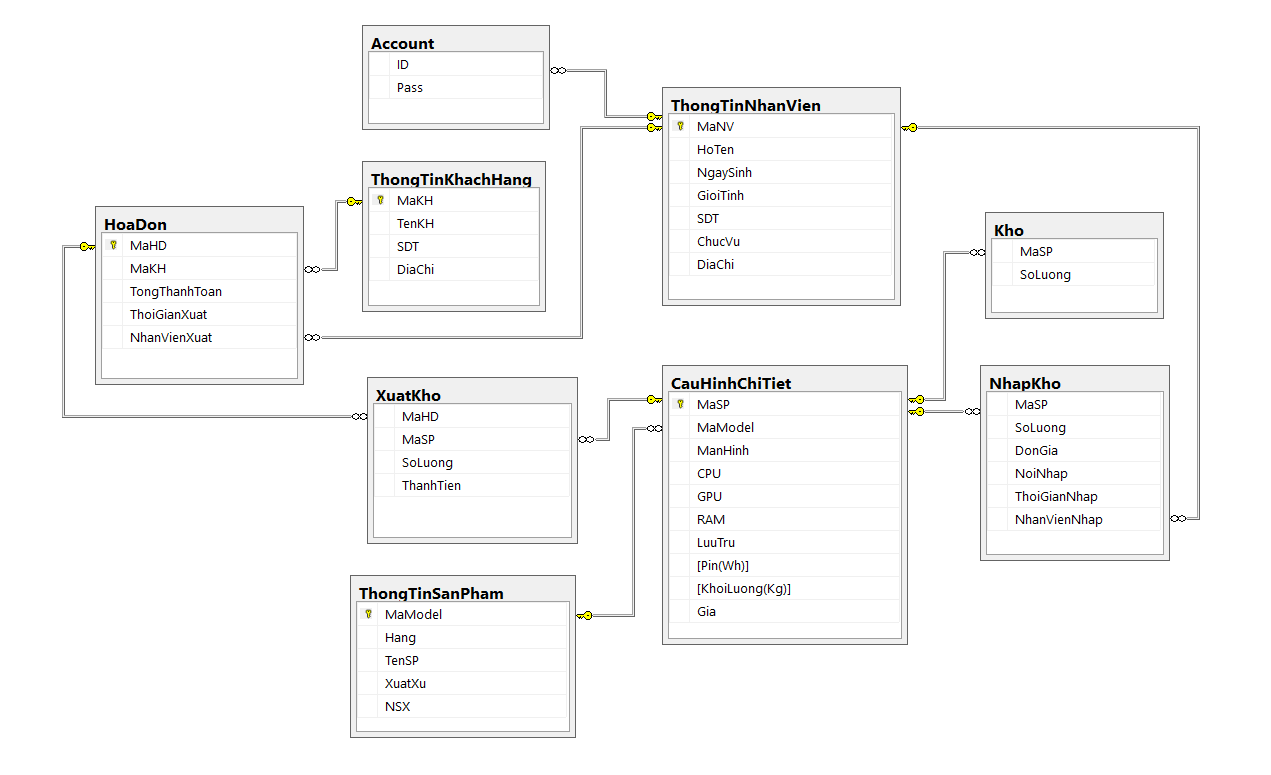 Account
ID
Pass
ThongTinNhanVien
MaNV
HoTen
NgaySinh
GioiTinh
SDT
ChucVu
DiaChi
ThongTinKhachHang
MaKH
TenKH
SDT
DiaChi
HoaDon
MaHD
MaKH
TongThanhToan
ThoiGianXuat
NhanVienXuat
Kho
MaSP
SoLuong
XuatKho
MaHD
MaSP
SoLuong
ThanhTien
CauHinhChiTiet
MaSP
MaModel
ManHinh
CPU
GPU
RAM
LuuTru
[Pin(Wh)]
[KhoiLuong(Kg)]
Gia
NhapKho
MaSP
SoLuong
DonGia
NoiNhap
ThoiGianNhap
NhanVienNhap
ThongTinSanPham
MaModel
Hang
TenSP
XuatXu
NSX